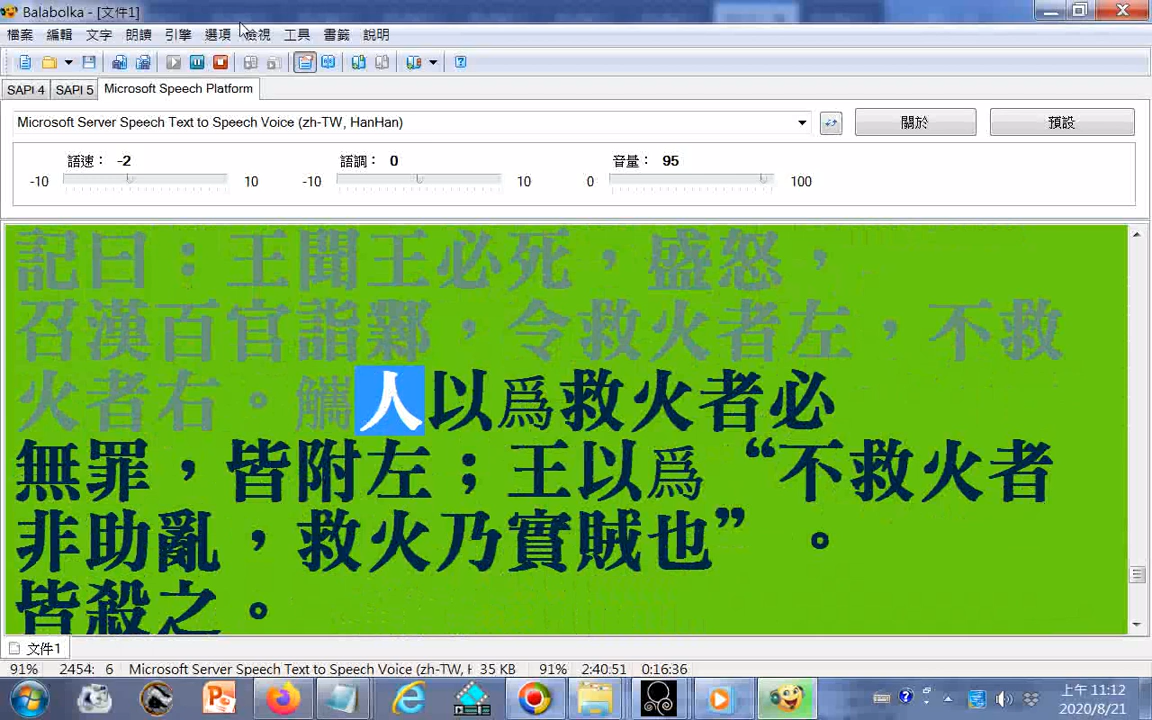 Balabolka - [文件1]
檔案 編輯 文字 朗讀 引擎 選項 檢視 工具 書籤 說明
SAPI 4 SAPI 5 Microsoft Speech Platform
Microsoft Server Speech Text to Speech Voice (zh-TW, HanHan) 關於 預設
語速： -2 語調： 0 音量： 95
-10 10 -10 10 0 100
記曰：王聞王必死，盛怒，
召漢百官詣鄴，令救火者左，不救
火者右。觿人以爲救火者必
無罪，皆附左；王以爲“不救火者
非助亂，救火乃實賊也”。
皆殺之。
文件1
91% 2454: 6 Microsoft Server Speech Text to Speech Voice (zh-TW, H 35 KB 91% 2:40:51 0:16:36
上午 11:12
2020/8/21